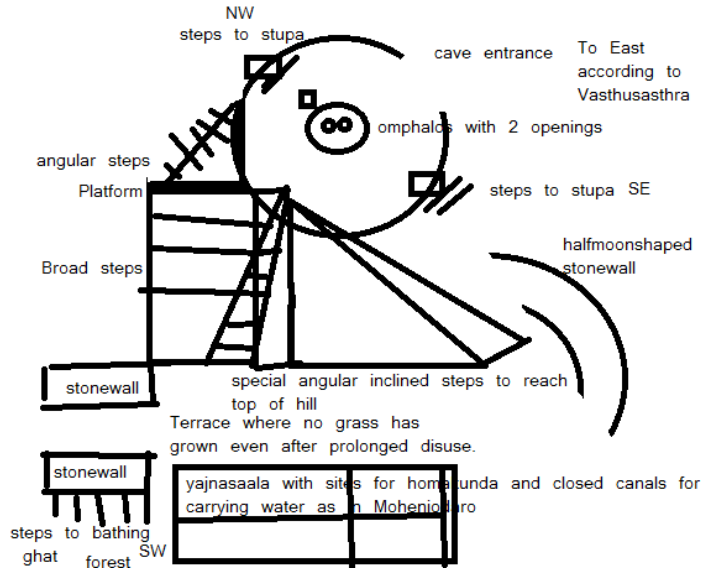 NW
steps to stupa
cave entrance
To East
according to
Vasthusasthra
omphalos with 2 openings
angular steps
Platform
steps to stupa SE
halfmoonshaped
stonewall
Broad steps
stonewall
special angular inclined steps to reach
top of hill
Terrace where no grass has
grown even after prolonged disuse.
stonewall
yajnasaala with sites for homakunda and closed canals for
carrying water as in Mohenjodaro
steps to bathing
ghat
forest
SW